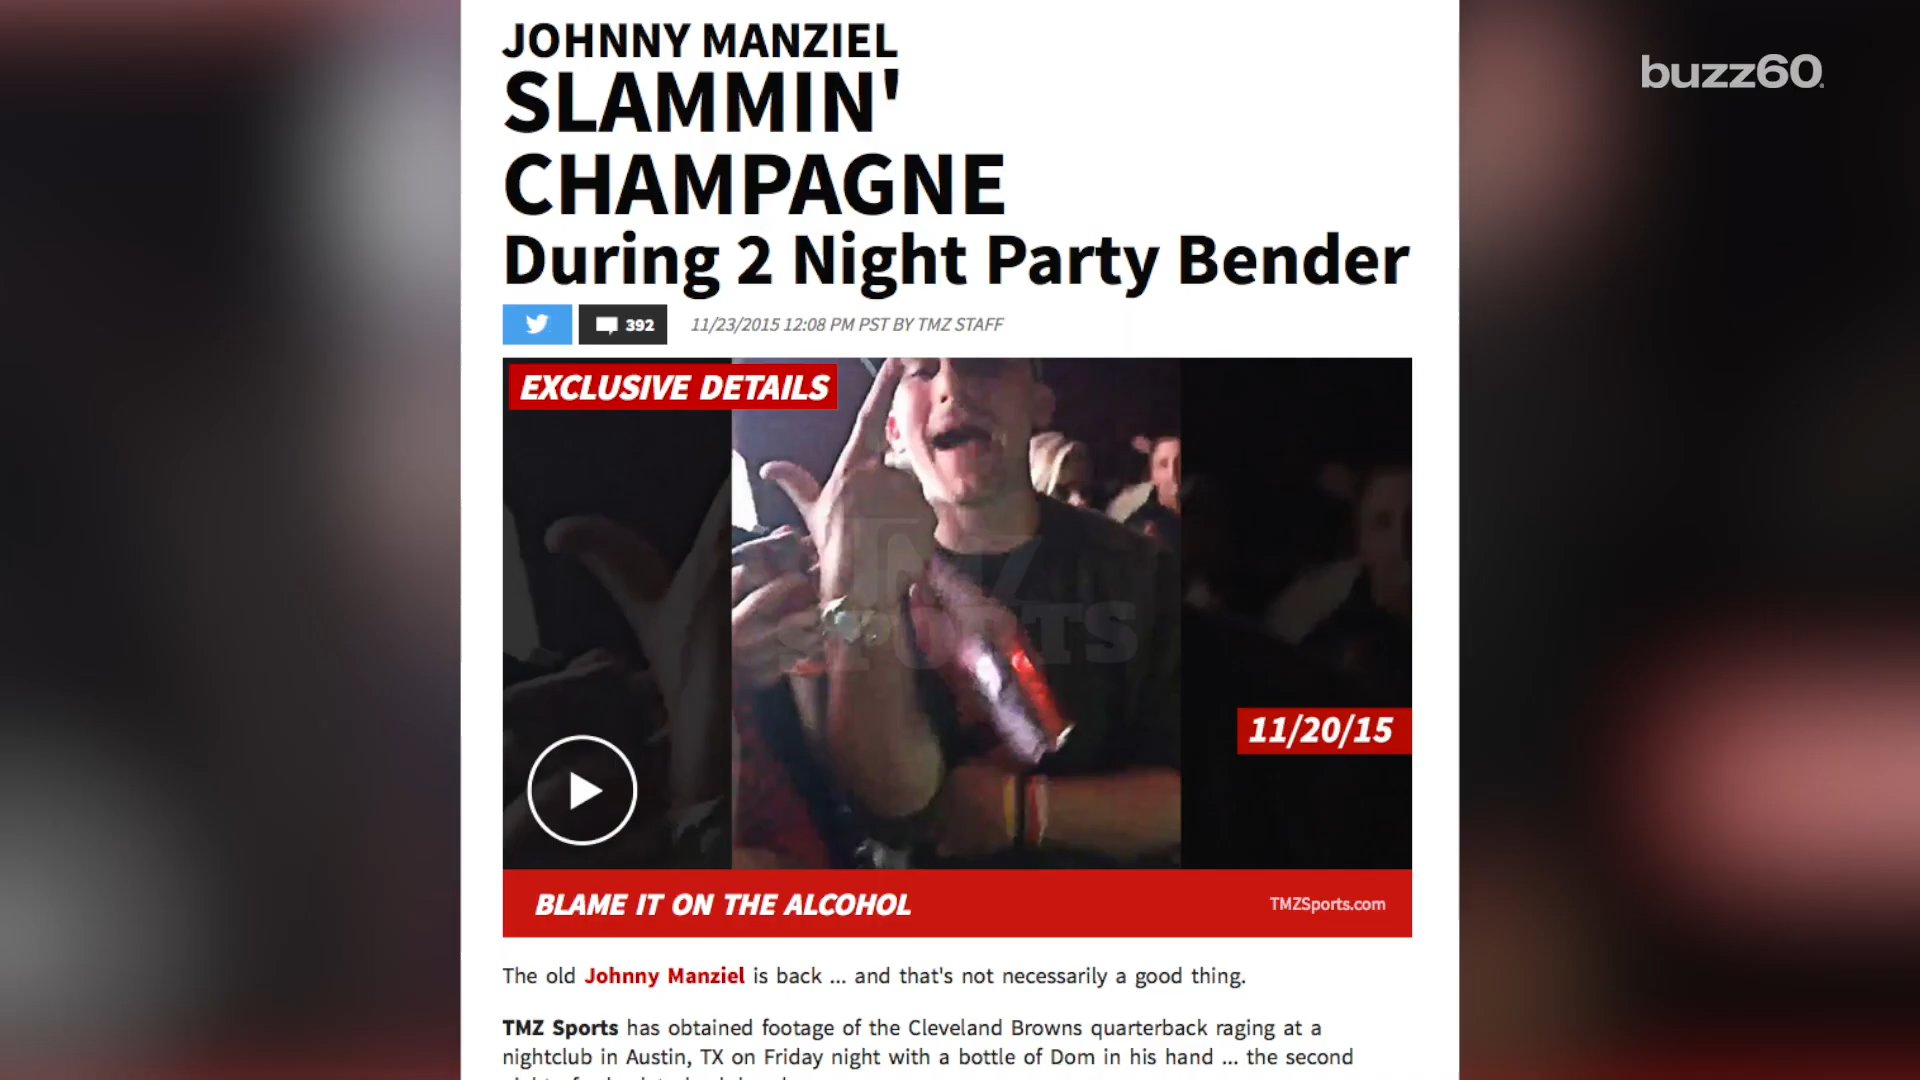 JOHNNY MANZIEL
SLAMMIN'
CHAMPAGNE
During 2 Night Party Bender
buzz60
392
11/23/2015 12:08 PM PST BY TMZ STAFF
EXCLUSIVE DETAILS
TMZ
SPORTS
11/20/15
BLAME IT ON THE ALCOHOL
TMZSports.com
The old Johnny Manziel is back ... and that's not necessarily a good thing.
TMZ Sports has obtained footage of the Cleveland Browns quarterback raging at a
nightclub in Austin, TX on Friday night with a bottle of Dom in his hand ... the second